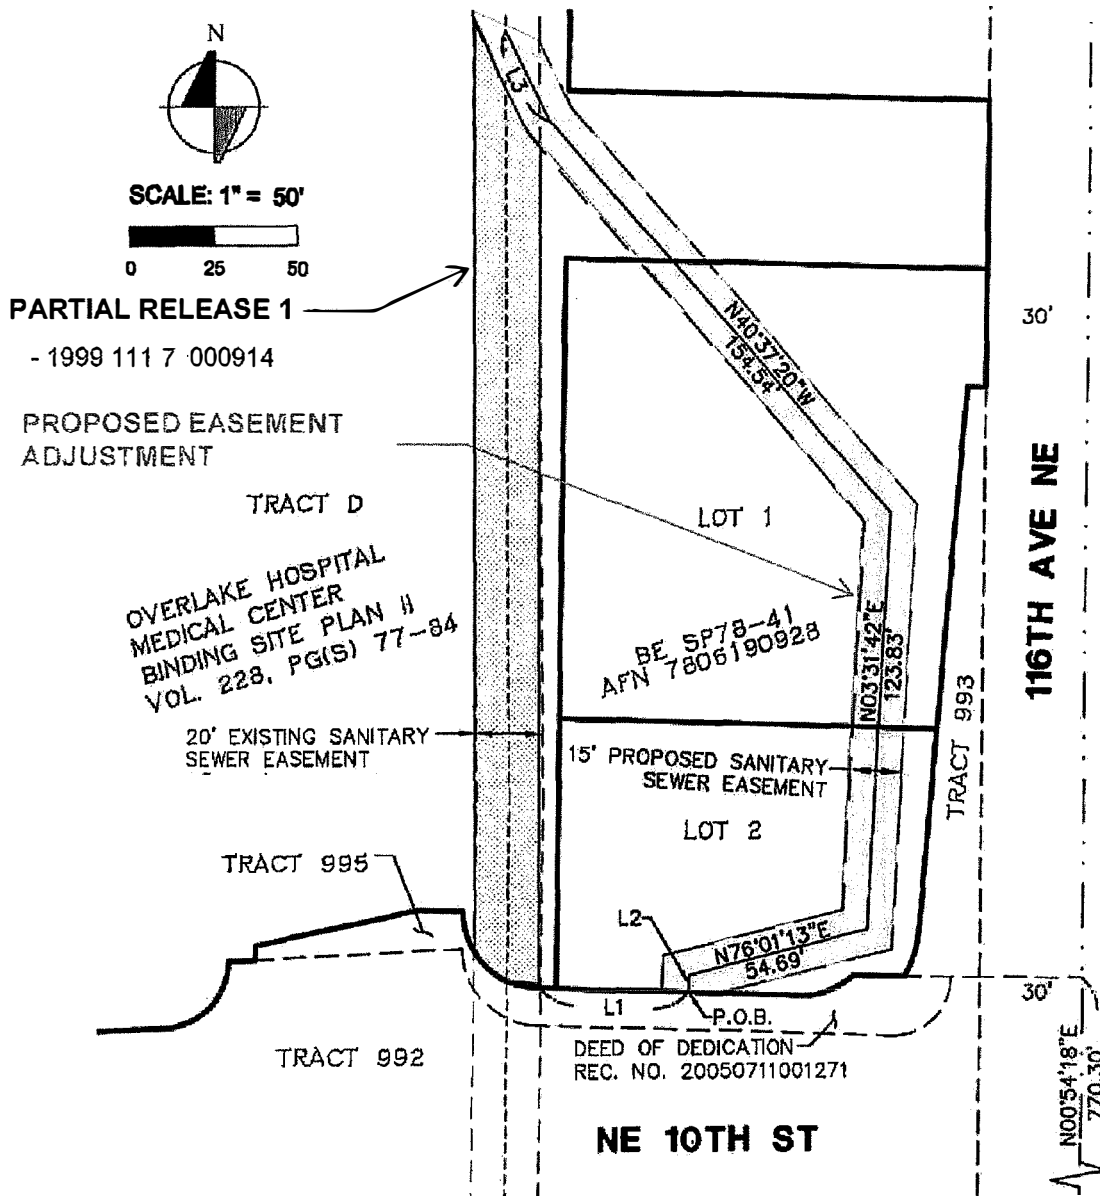 N
L3
SCALE: 1" = 50'
0 25 50
PARTIAL RELEASE 1
- 1999 111 7 000914
PROPOSED EASEMENT
ADJUSTMENT
TRACT D
OVERLAKE HOSPITAL
MEDICAL CENTER
BINDING SITE PLAN II
VOL. 228, PG(S) 77-84
20' EXISTING SANITARY
SEWER EASEMENT
TRACT 995
TRACT 992
N40°37'20"W
154.54'
LOT 1
BE SP78-41
AFN 7806190928
N03°31'42"E
123.83'
15' PROPOSED SANITARY
SEWER EASEMENT
LOT 2
L2
N76°01'13"E
54.69'
L1
P.O.B.
DEED OF DEDICATION
REC. NO. 20050711001271
NE 10TH ST
30'
116TH AVE NE
TRACT 993
30'
N00°54'18"E
770.30'